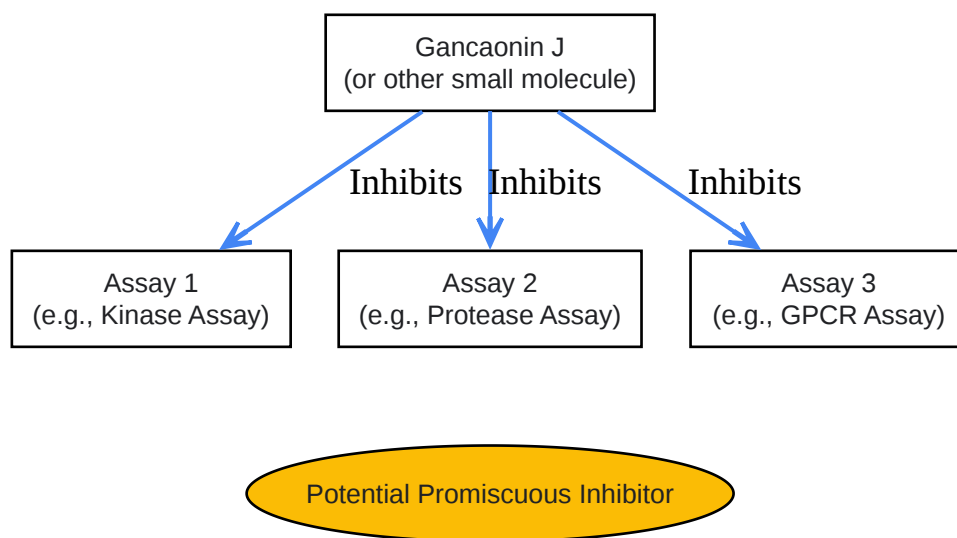 Gancaonin J
(or other small molecule)
Inhibits Inhibits Inhibits
Assay 1
(e.g., Kinase Assay)
Assay 2
(e.g., Protease Assay)
Assay 3
(e.g., GPCR Assay)
Potential Promiscuous Inhibitor